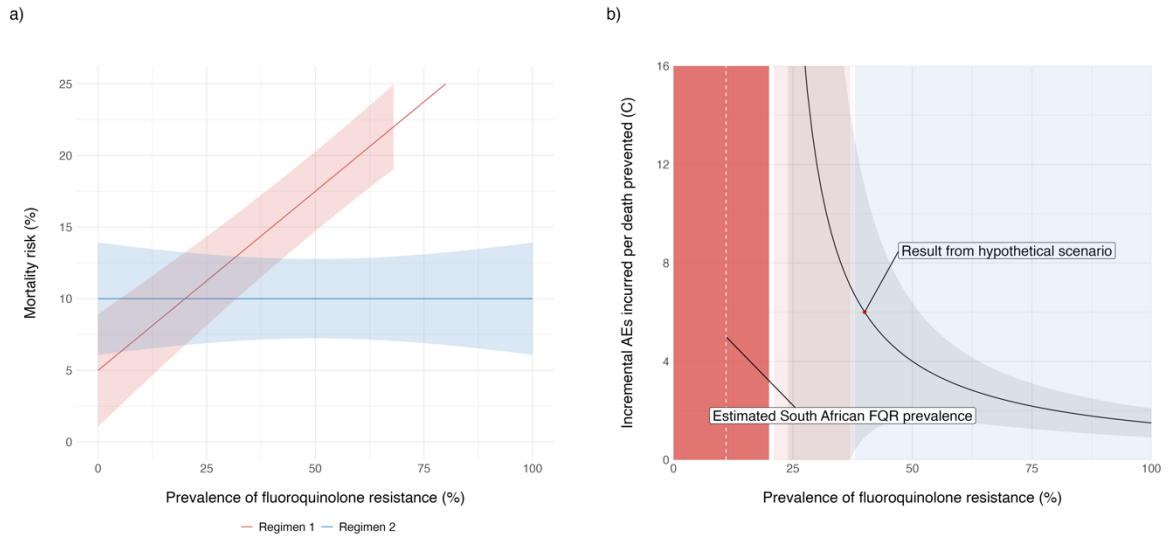 a)
25
20
15
10
5
0
Mortality risk (%)
0 25 50 75 100
Prevalence of fluoroquinolone resistance (%)
Regimen 1 Regimen 2
b)
16
12
8
4
0
Incremental AEs incurred per death prevented (C)
Result from hypothetical scenario
Estimated South African FQR prevalence
0 25 50 75 100
Prevalence of fluoroquinolone resistance (%)